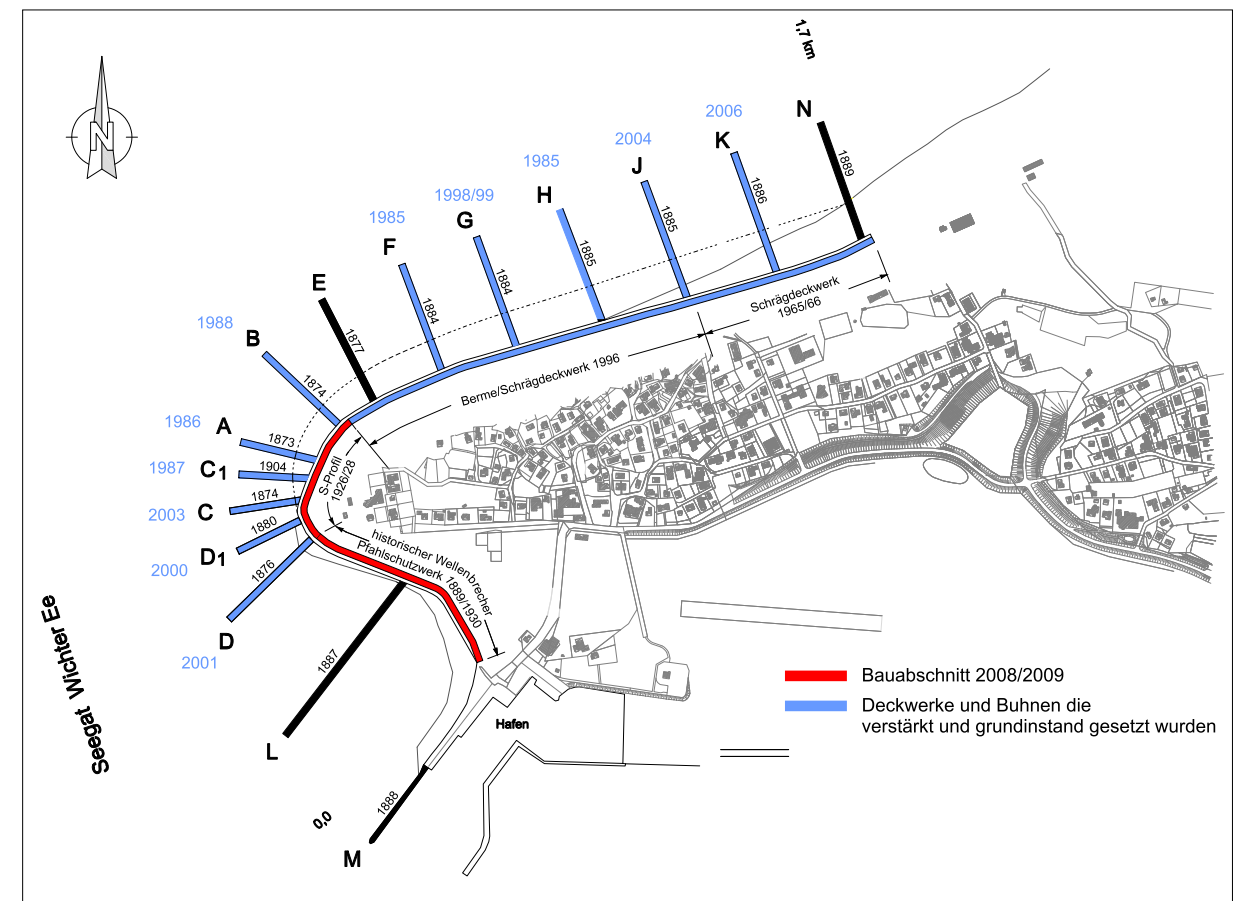 N
1,7 km
N
1889
2006
K
1886
2004
J
1885
1985
H
1885
1998/99
G
1884
1985
F
1884
E
1877
1988
B
1874
1986
A
1873
1987
C1
1904
C
1874
2003
D1
1880
2000
D
1876
2001
Schrägdeckwerk
1965/66
Berme/Schrägdeckwerk 1996
S-Profil
1926/28
historischer Wellenbrecher
Pfahlschutzwerk 1889/1930
Seegat Wichter Ee
L
1887
M
1888
0,0
Hafen
Bauabschnitt 2008/2009
Deckwerke und Buhnen die
verstärkt und grundinstand gesetzt wurden